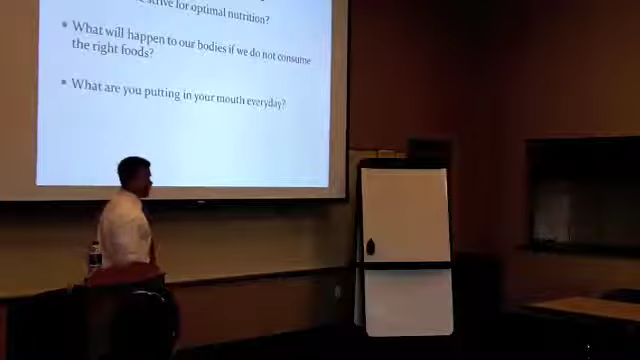 strive for optimal nutrition?
What will happen to our bodies if we do not consume
the right foods?
What are you putting in your mouth everyday?